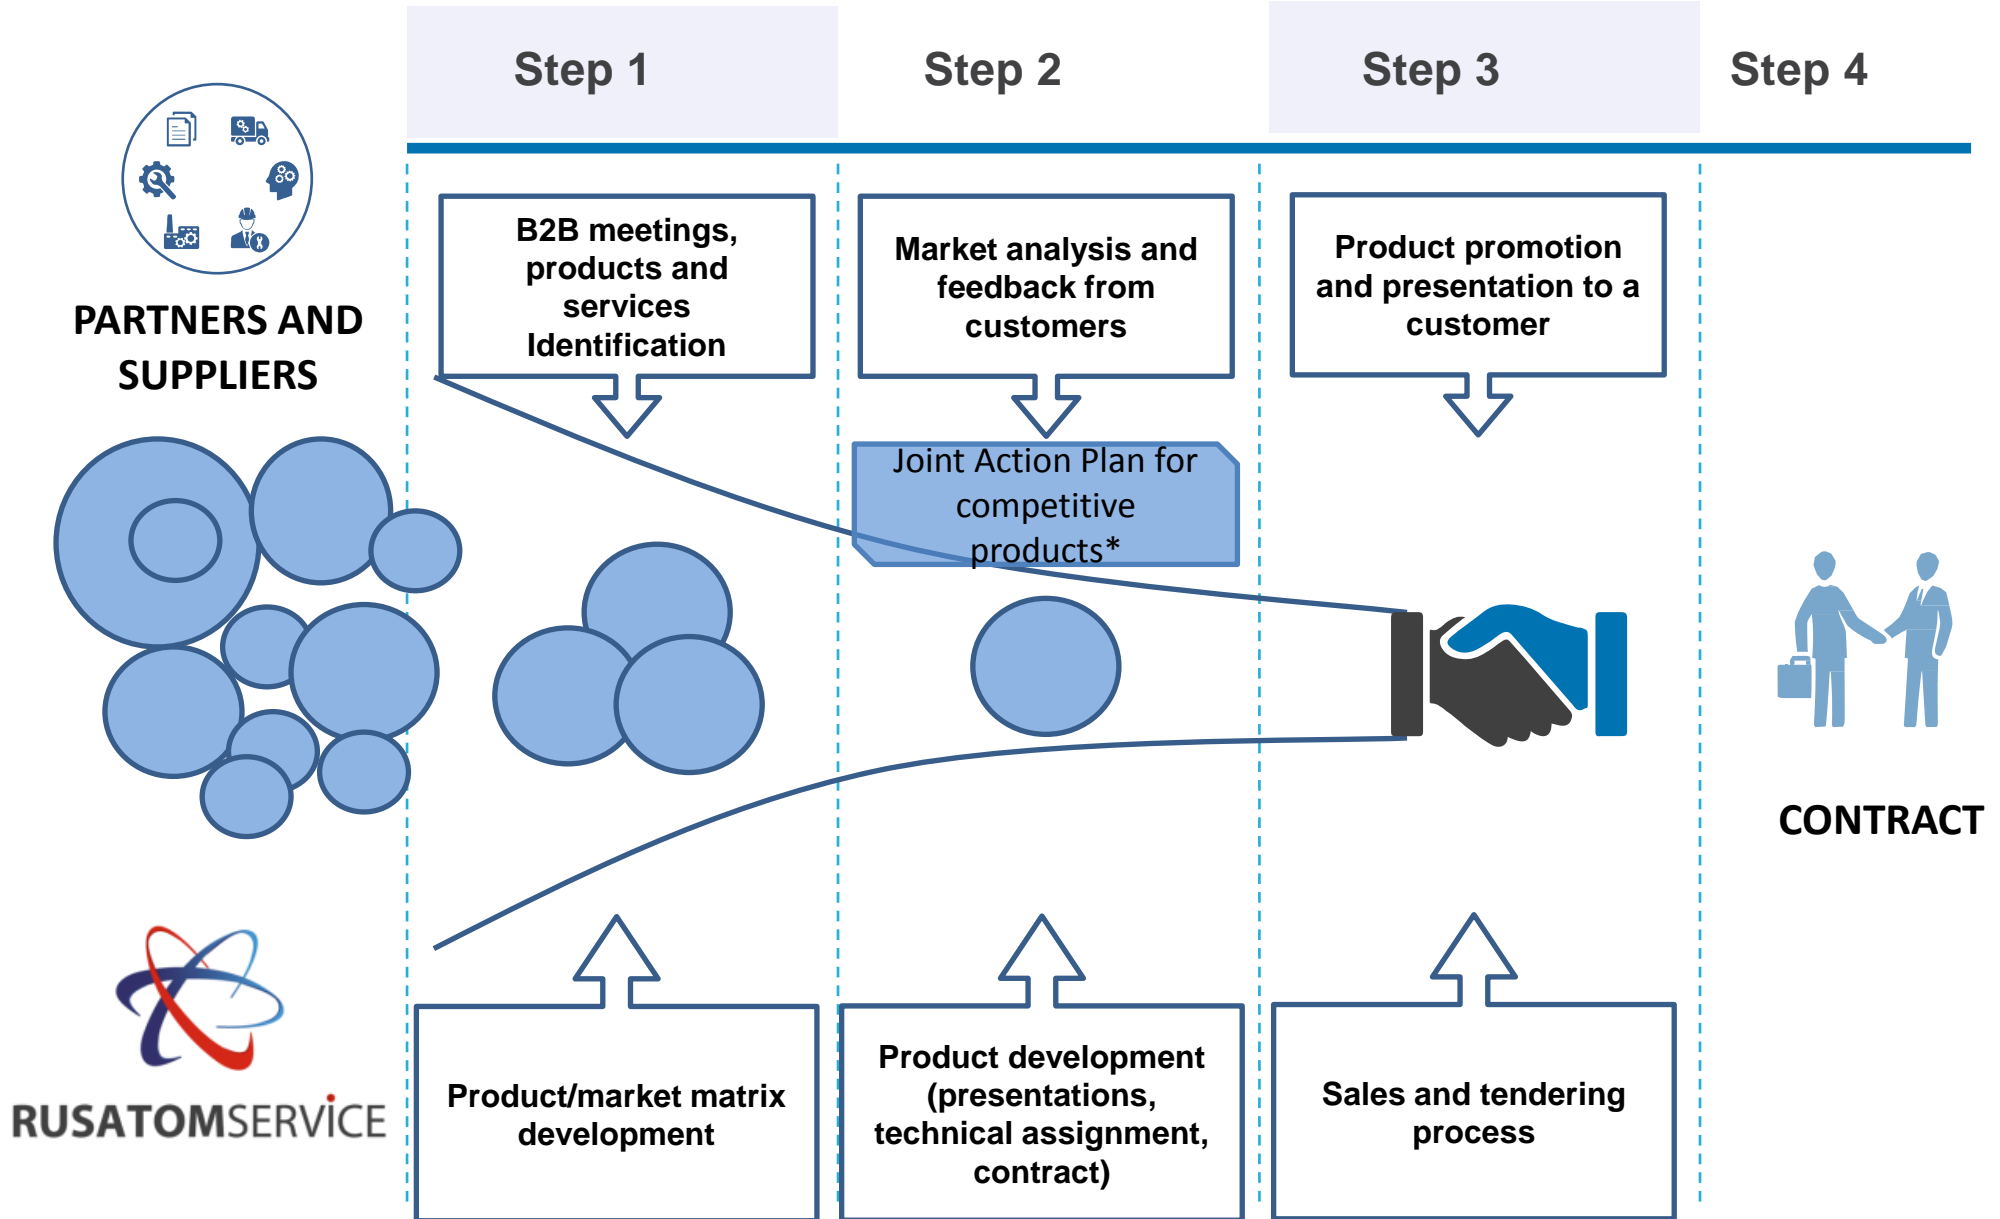 Step 1
Step 2
Step 3
Step 4
PARTNERS AND
SUPPLIERS
B2B meetings,
products and
services
Identification
Market analysis and
feedback from
customers
Product promotion
and presentation to a
customer
Joint Action Plan for
competitive
products*
CONTRACT
RUSATOMSERVICE
Product/market matrix
development
Product development
(presentations,
technical assignment,
contract)
Sales and tendering
process